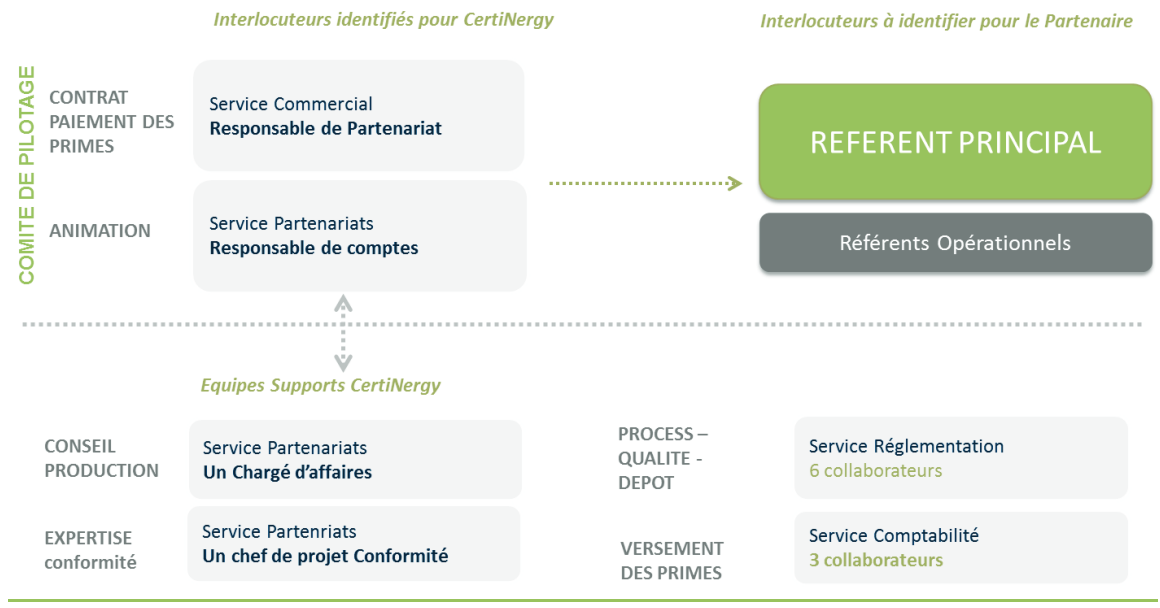 Interlocuteurs identifiés pour CertiNergy
Interlocuteurs à identifier pour le Partenaire
COMITE DE PILOTAGE
CONTRAT
PAIEMENT DES
PRIMES
Service Commercial
Responsable de Partenariat
REFERENT PRINCIPAL
ANIMATION
Service Partenariats
Responsable de comptes
Référents Opérationnels
Equipes Supports CertiNergy
CONSEIL
PRODUCTION
Service Partenariats
Un Chargé d’affaires
PROCESS –
QUALITE -
DEPOT
Service Réglementation
6 collaborateurs
EXPERTISE
conformité
Service Partenriats
Un chef de projet Conformité
VERSEMENT
DES PRIMES
Service Comptabilité
3 collaborateurs